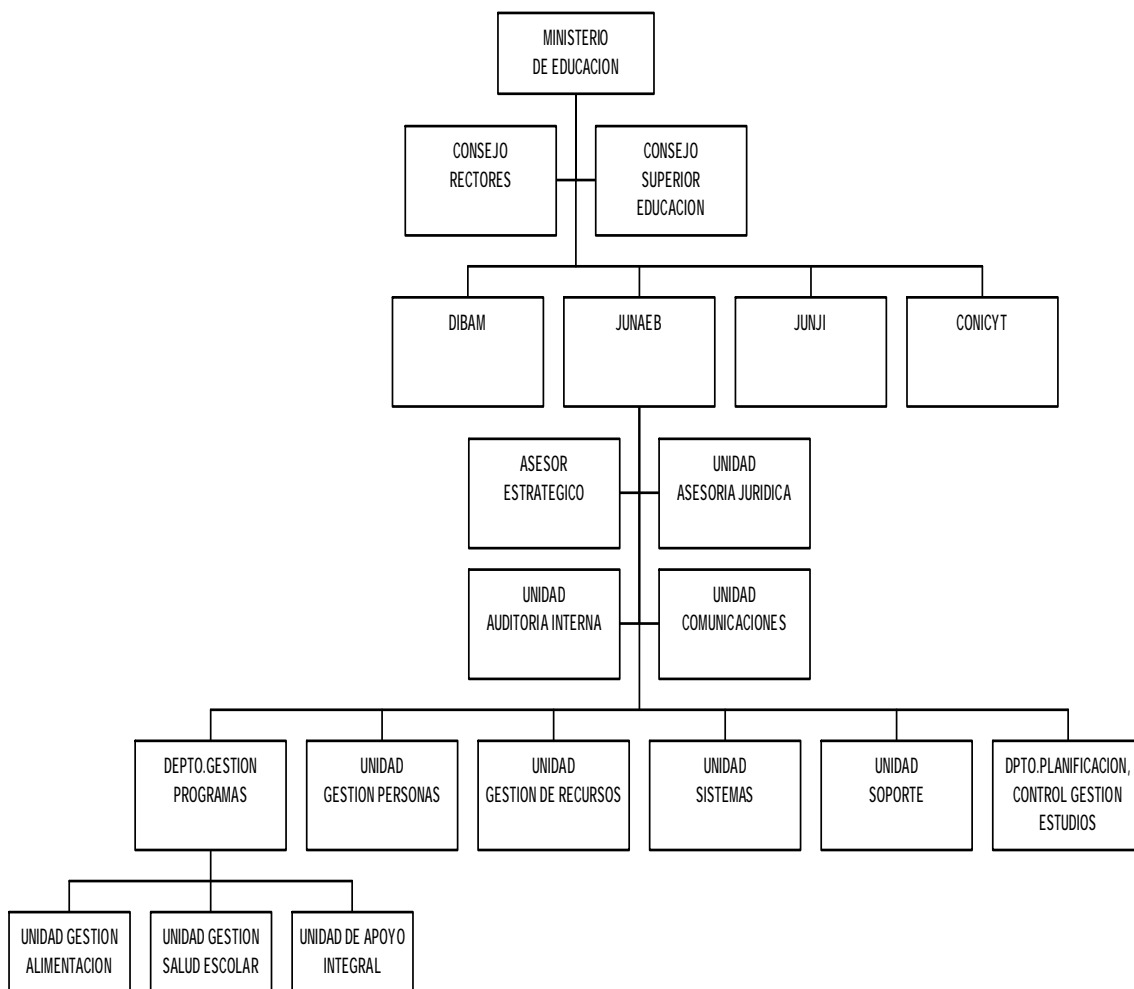 MINISTERIO
DE EDUCACION
CONSEJO
RECTORES
CONSEJO
SUPERIOR
EDUCACION
DIBAM
JUNAEB
JUNJI
CONICYT
ASESOR
ESTRATEGICO
UNIDAD
ASESORIA JURIDICA
UNIDAD
AUDITORIA INTERNA
UNIDAD
COMUNICACIONES
DEPTO.GESTION
PROGRAMAS
UNIDAD
GESTION PERSONAS
UNIDAD
GESTION DE RECURSOS
UNIDAD
SISTEMAS
UNIDAD
SOPORTE
DPTO.PLANIFICACION,
CONTROL GESTION
ESTUDIOS
UNIDAD GESTION
ALIMENTACION
UNIDAD GESTION
SALUD ESCOLAR
UNIDAD DE APOYO
INTEGRAL